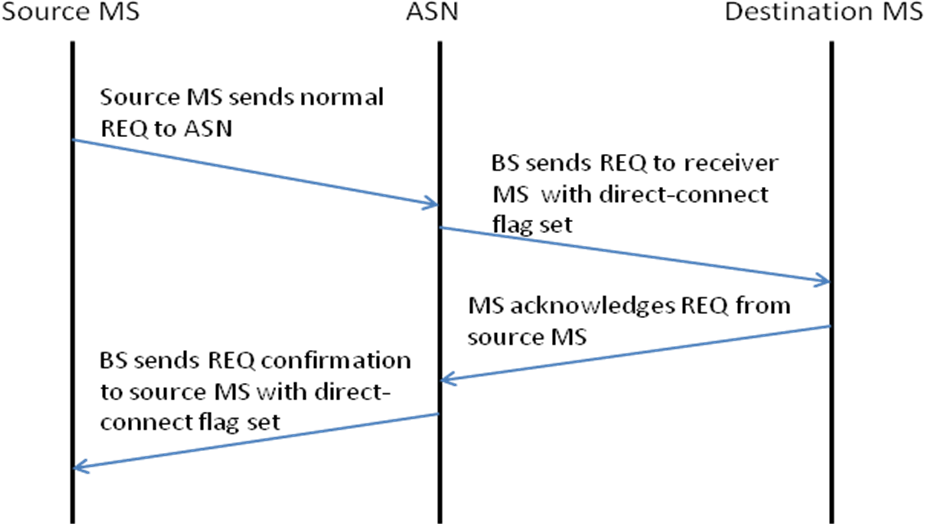 Source MS
ASN
Destination MS
Source MS sends normal
REQ to ASN
BS sends REQ to receiver
MS with direct-connect
flag set
MS acknowledges REQ from
source MS
BS sends REQ confirmation
to source MS with direct-
connect flag set